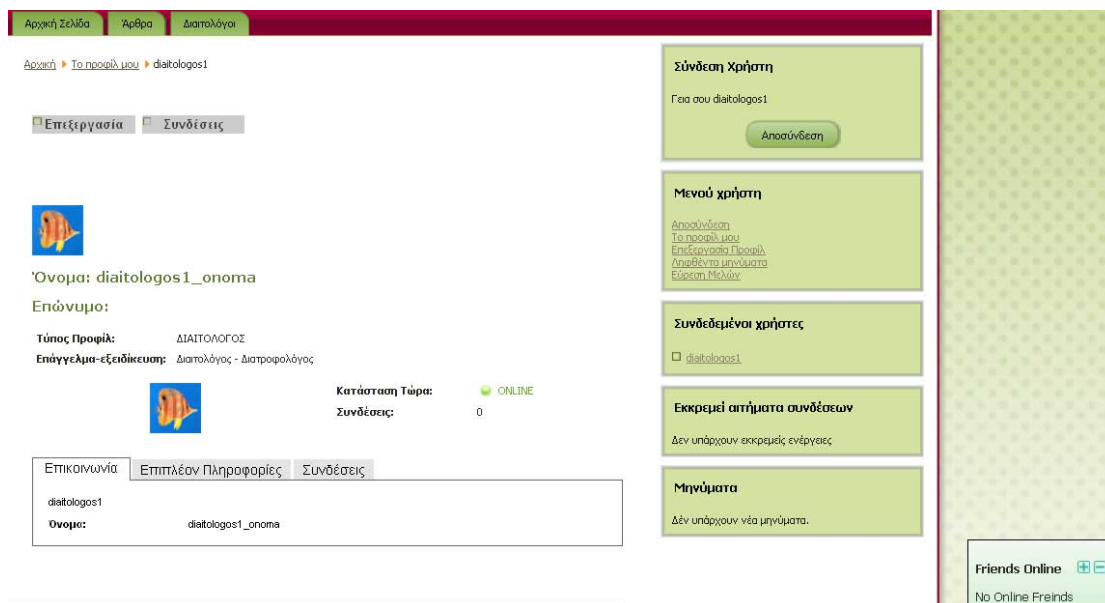 Αρχική Σελίδα Άρθρα Διαιτολόγοι
Αρχική Το προφίλ μου diaitologos1
Επεξεργασία Συνδέσεις
Όνομα: diaitologos1_onoma
Επώνυμο:
Τύπος Προφίλ: ΔΙΑΙΤΟΛΟΓΟΣ
Επάγγελμα-εξειδίκευση: Διαιτολόγος - Διατροφολόγος
Κατάσταση Τώρα: ONLINE
Συνδέσεις: 0
Επικοινωνία Επιπλέον Πληροφορίες Συνδέσεις
diaitologos1
Όνομα: diaitologos1_onoma
Σύνδεση Χρήστη
Γεια σου diaitologos1
Αποσύνδεση
Μενού χρήστη
Αποσύνδεση
Το προφίλ μου
Επεξεργασία Προφίλ
Ληφθέντα μηνύματα
Εύρεση Μελών
Συνδεδεμένοι χρήστες
diaitologos1
Εκκρεμεί αιτήματα συνδέσεων
Δεν υπάρχουν εκκρεμείς ενέργειες
Μηνύματα
Δέν υπάρχουν νέα μηνύματα.
Friends Online
No Online Freinds